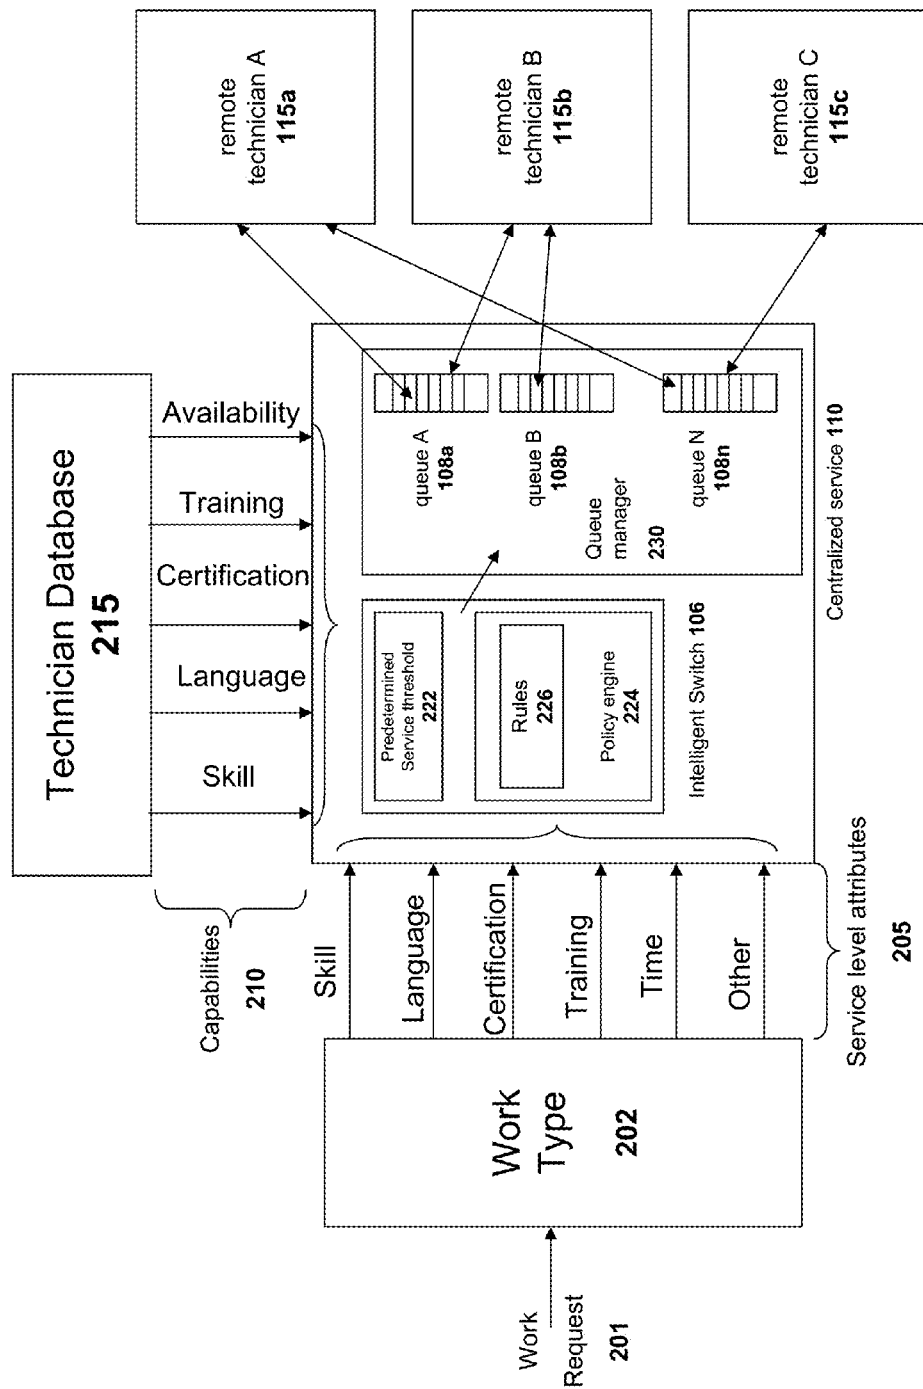 Technician Database
215
Capabilities
210
Skill
Language
Certification
Training
Availability
Work
Request
201
Work
Type
202
Skill
Language
Certification
Training
Time
Other
Service level attributes
205
Predetermined
Service threshold
222
Rules
226
Policy engine
224
Intelligent Switch 106
queue A
108a
queue B
108b
queue N
108n
Queue
manager
230
Centralized service 110
remote
technician A
115a
remote
technician B
115b
remote
technician C
115c